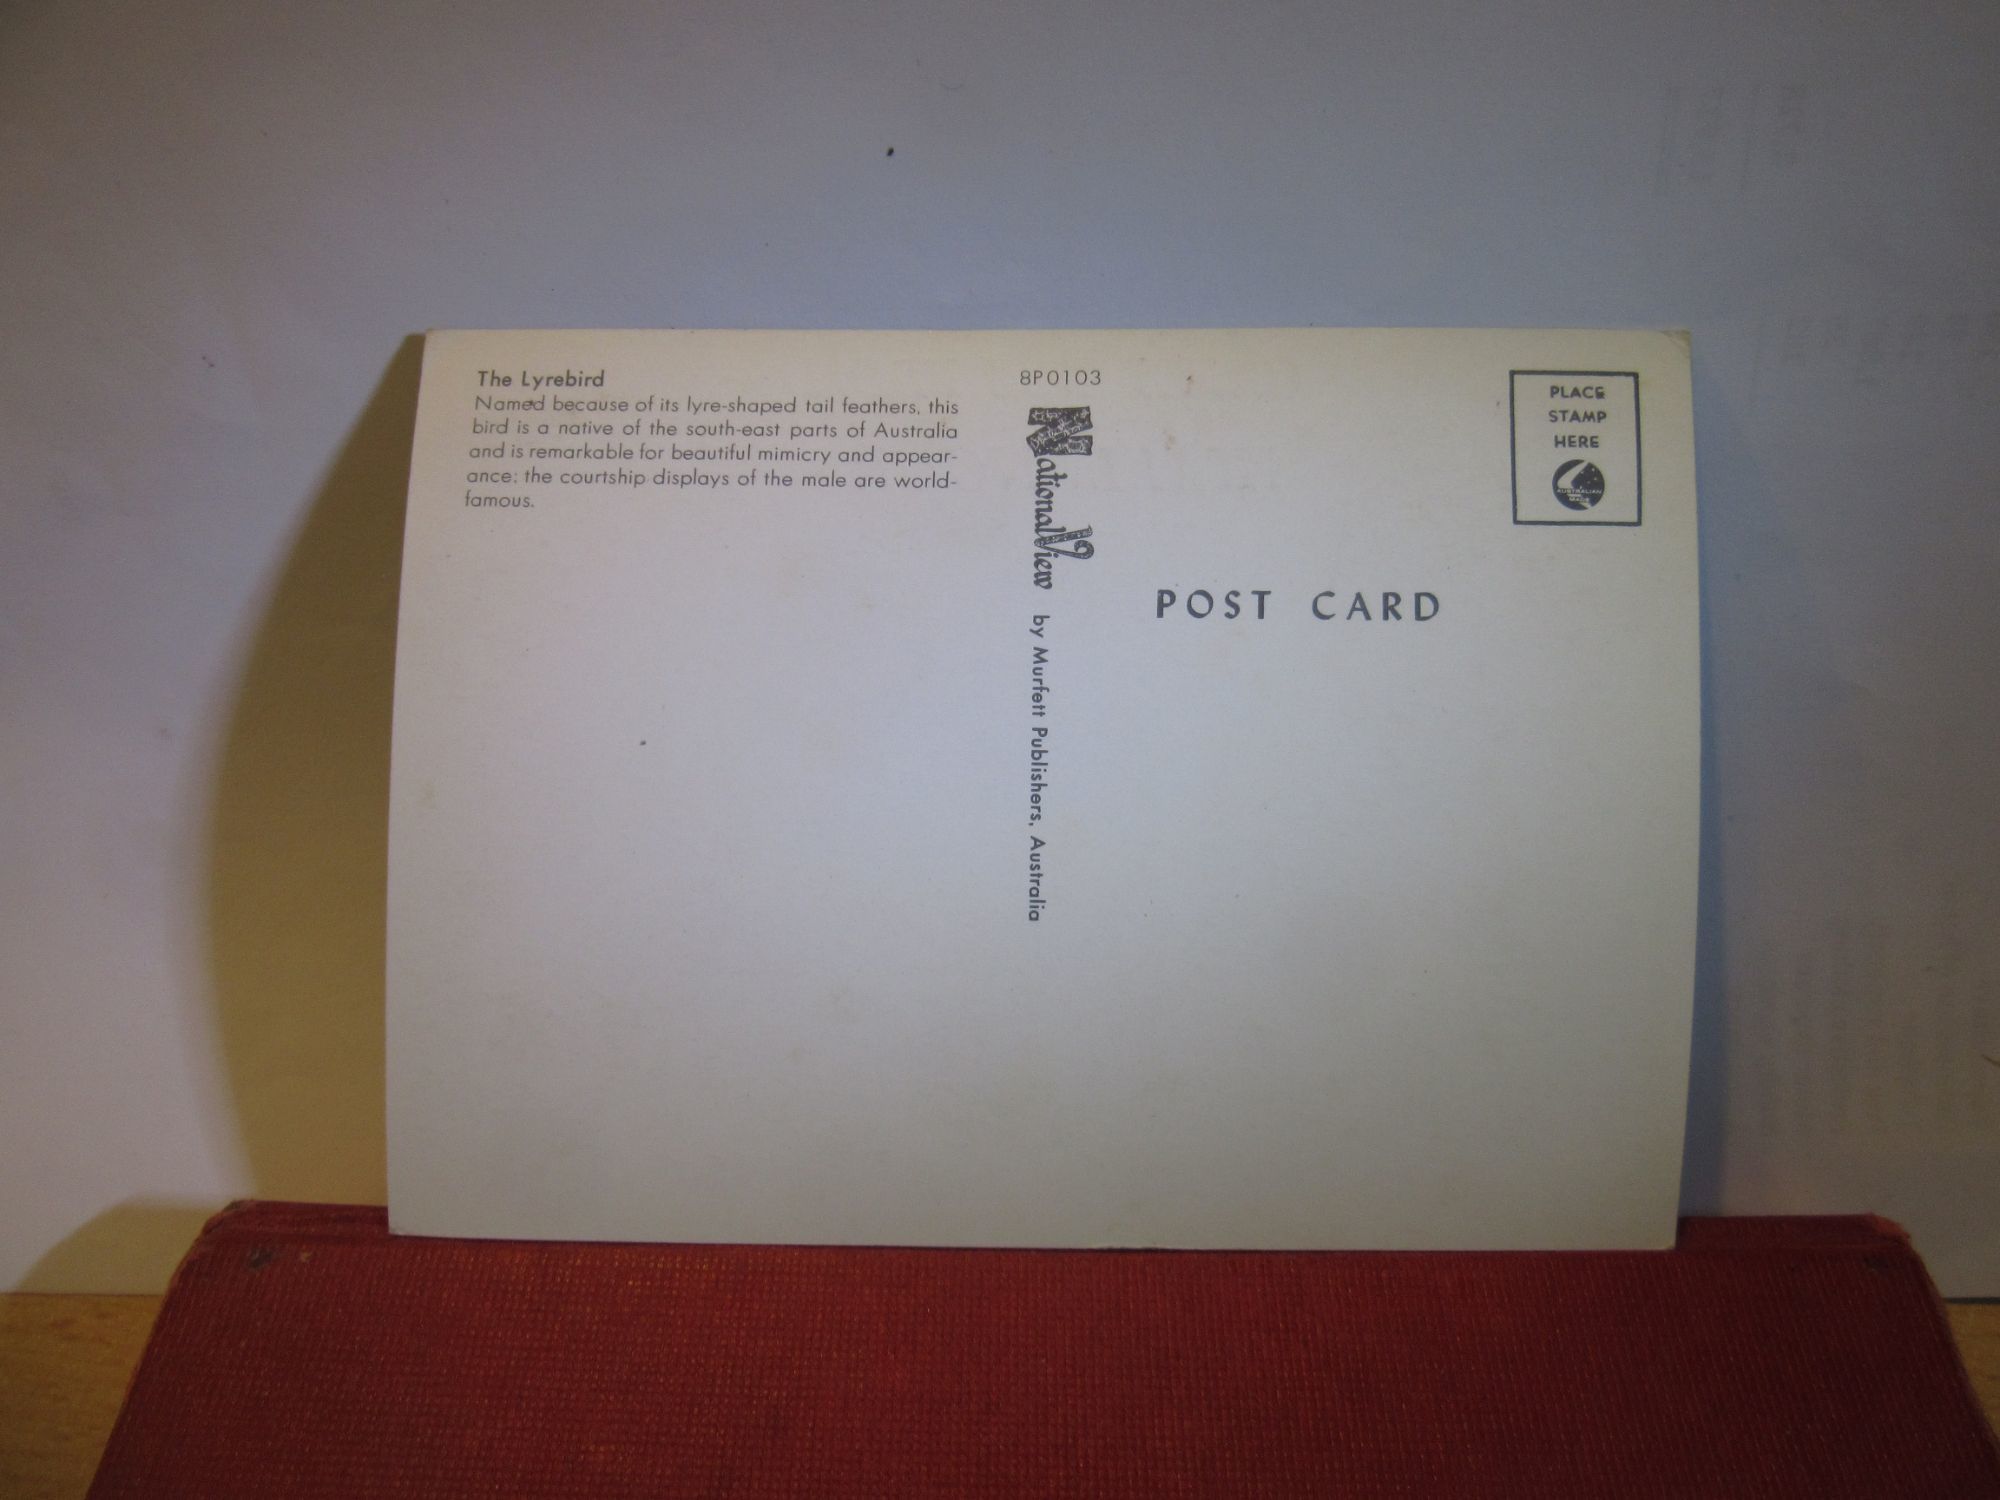 The Lyrebird
Named because of its lyre-shaped tail feathers, this
bird is a native of the south-east parts of Australia
and is remarkable for beautiful mimicry and appear-
ance: the courtship displays of the male are world-
famous.
8P0103
NationalView by Murfett Publishers, Australia
PLACE
STAMP
HERE
AUSTRALIAN
MADE
POST CARD